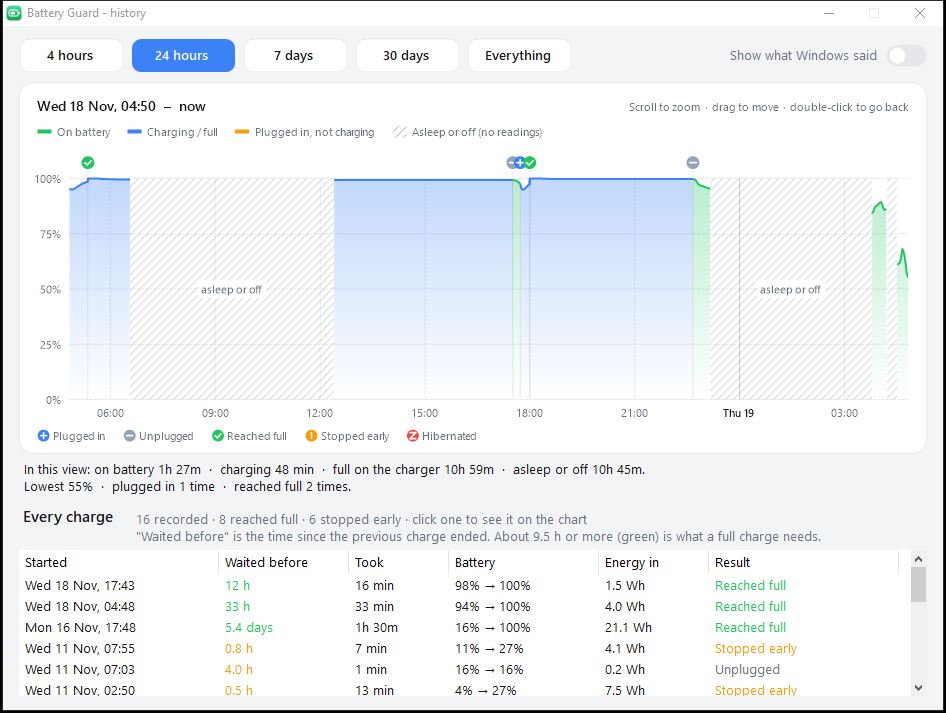 Battery Guard - history
4 hours 24 hours 7 days 30 days Everything Show what Windows said
Wed 18 Nov, 04:50 – now Scroll to zoom · drag to move · double-click to go back
On battery Charging / full Plugged in, not charging Asleep or off (no readings)
100%
75%
50%
25%
0%
asleep or off asleep or off
06:00 09:00 12:00 15:00 18:00 21:00 Thu 19 03:00
Plugged in Unplugged Reached full Stopped early Hibernated
In this view: on battery 1h 27m · charging 48 min · full on the charger 10h 59m · asleep or off 10h 45m.
Lowest 55% · plugged in 1 time · reached full 2 times.
Every charge 16 recorded · 8 reached full · 6 stopped early · click one to see it on the chart
"Waited before" is the time since the previous charge ended. About 9.5 h or more (green) is what a full charge needs.
Started Waited before Took Battery Energy in Result
Wed 18 Nov, 17:43 12 h 16 min 98% → 100% 1.5 Wh Reached full
Wed 18 Nov, 04:48 33 h 33 min 94% → 100% 4.0 Wh Reached full
Mon 16 Nov, 17:48 5.4 days 1h 30m 16% → 100% 21.1 Wh Reached full
Wed 11 Nov, 07:55 0.8 h 7 min 11% → 27% 4.1 Wh Stopped early
Wed 11 Nov, 07:03 4.0 h 1 min 16% → 16% 0.2 Wh Unplugged
Wed 11 Nov, 02:50 0.5 h 13 min 4% → 27% 7.5 Wh Stopped early